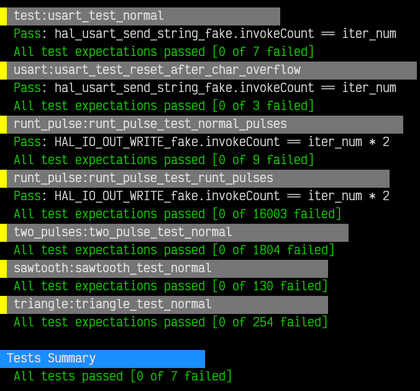 test:usart_test_normal
Pass: hal_usart_send_string_fake.invokeCount == iter_num
All test expectations passed [0 of 7 failed]
usart:usart_test_reset_after_char_overflow
Pass: hal_usart_send_string_fake.invokeCount == iter_num
All test expectations passed [0 of 3 failed]
runt_pulse:runt_pulse_test_normal_pulses
Pass: HAL_IO_OUT_WRITE_fake.invokeCount == iter_num * 2
All test expectations passed [0 of 9 failed]
runt_pulse:runt_pulse_test_runt_pulses
Pass: HAL_IO_OUT_WRITE_fake.invokeCount == iter_num * 2
All test expectations passed [0 of 16003 failed]
two_pulses:two_pulse_test_normal
All test expectations passed [0 of 1804 failed]
sawtooth:sawtooth_test_normal
All test expectations passed [0 of 130 failed]
triangle:triangle_test_normal
All test expectations passed [0 of 254 failed]
Tests Summary
All tests passed [0 of 7 failed]